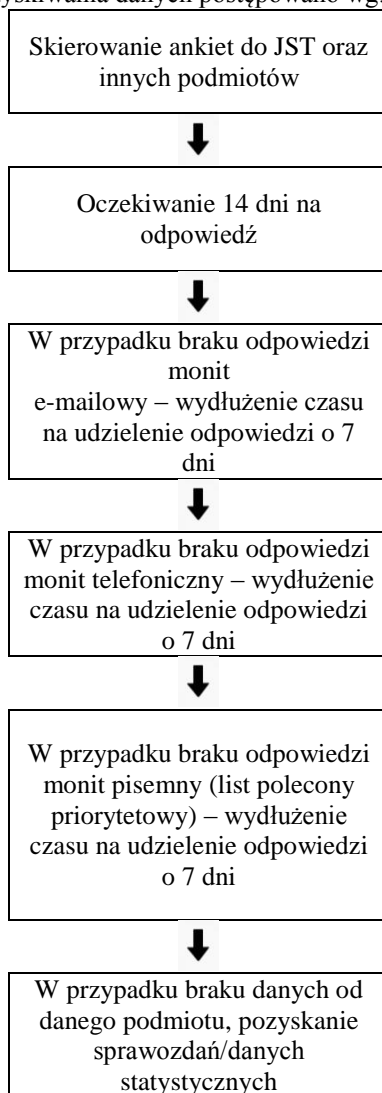 danych postępowano wg.
Skierowanie ankiet do JST oraz
innych podmiotów
Oczekiwanie 14 dni na
odpowiedź
W przypadku braku odpowiedzi
monit
e-mailowy – wydłużenie czasu
na udzielenie odpowiedzi o 7
dni
W przypadku braku odpowiedzi
monit telefoniczny – wydłużenie
czasu na udzielenie odpowiedzi
o 7 dni
W przypadku braku odpowiedzi
monit pisemny (list polecony
priorytetowy) – wydłużenie
czasu na udzielenie odpowiedzi
o 7 dni
W przypadku braku danych od
danego podmiotu, pozyskanie
sprawozdań/danych
statystycznych